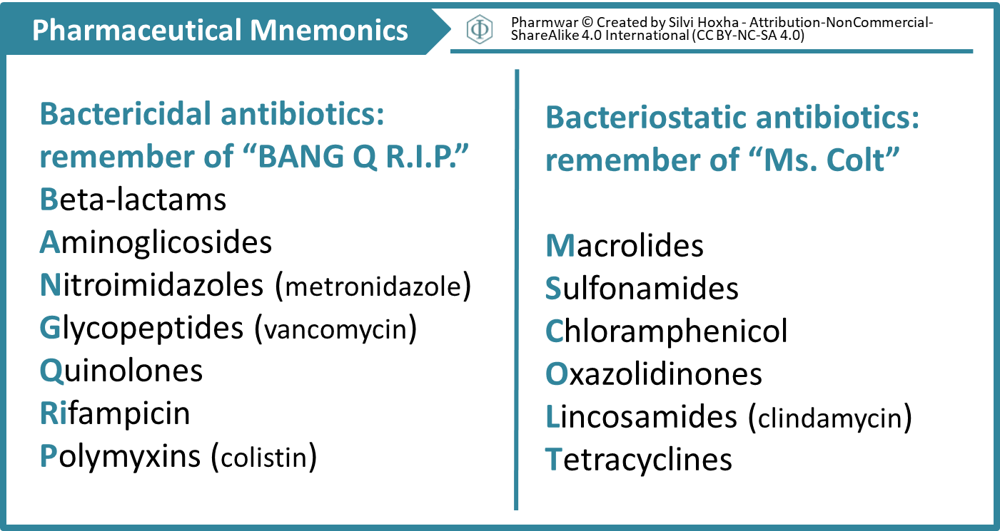 Pharmaceutical Mnemonics
Pharmwar © Created by Silvi Hoxha - Attribution-NonCommercial-
ShareAlike 4.0 International (CC BY-NC-SA 4.0)
Bactericidal antibiotics:
remember of “BANG Q R.I.P.”
Beta-lactams
Aminoglicosides
Nitroimidazoles (metronidazole)
Glycopeptides (vancomycin)
Quinolones
Rifampicin
Polymyxins (colistin)
Bacteriostatic antibiotics:
remember of “Ms. Colt”
Macrolides
Sulfonamides
Chloramphenicol
Oxazolidinones
Lincosamides (clindamycin)
Tetracyclines